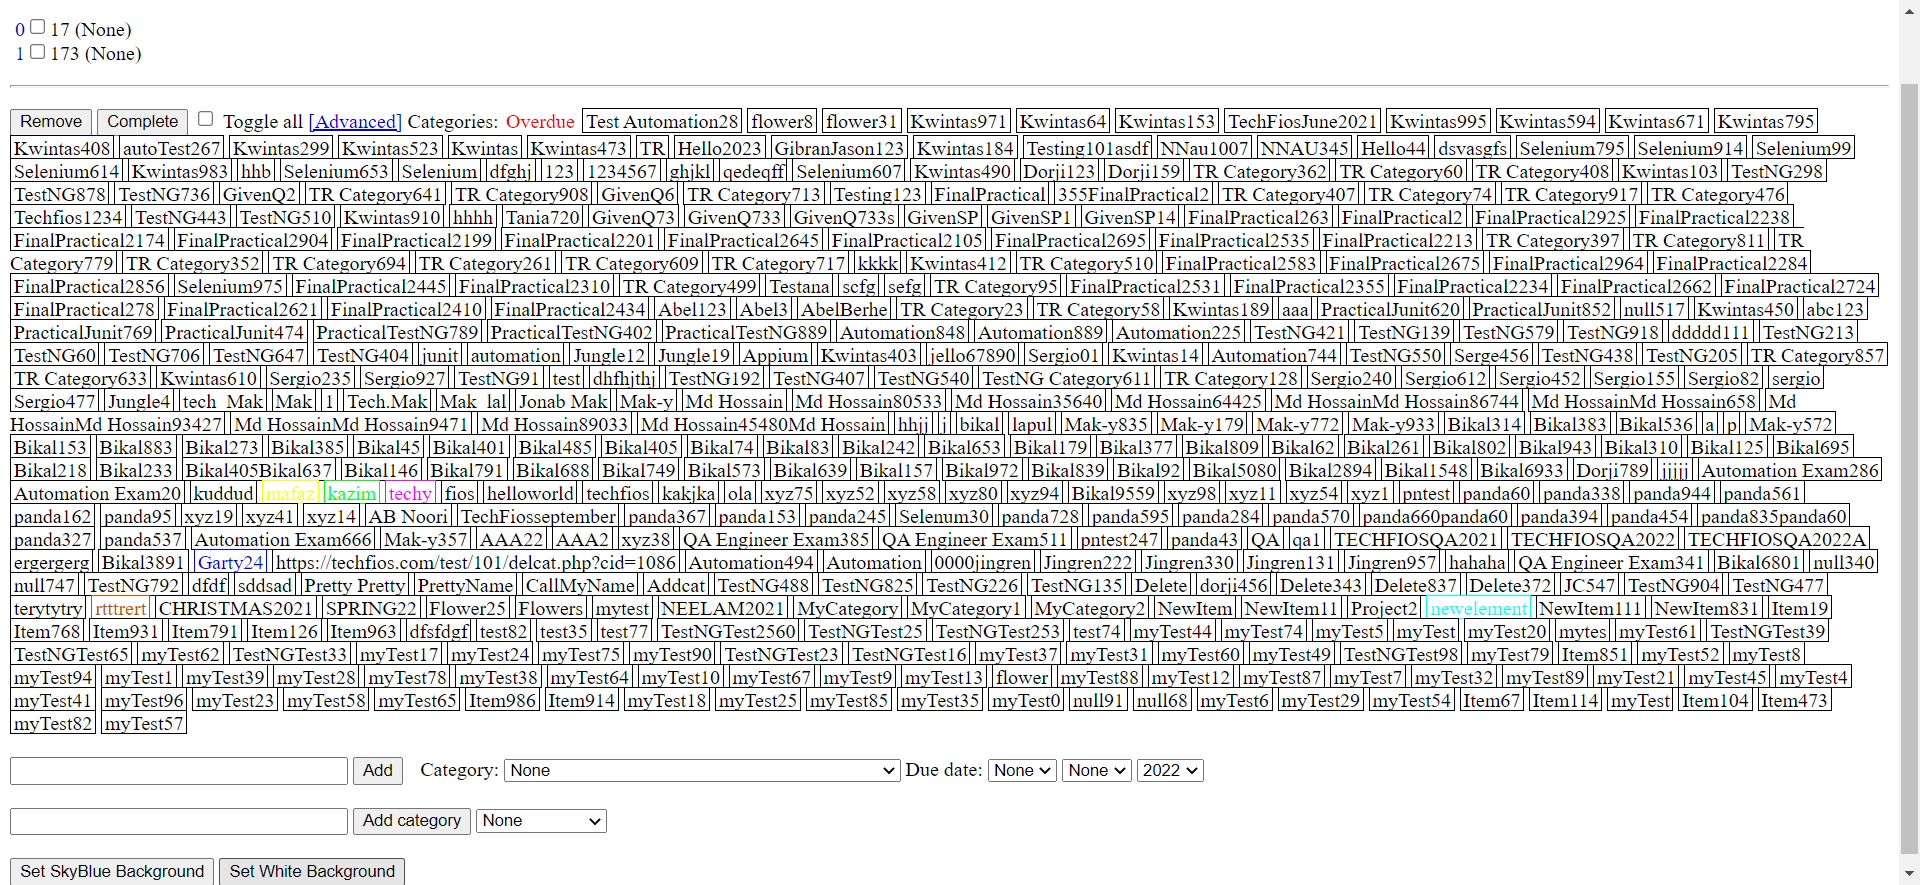 0 17 (None)
1 173 (None)
Remove Complete Toggle all [Advanced] Categories: Overdue Test Automation28 flower8 flower31 Kwintas971 Kwintas64 Kwintas153 TechFiosJune2021 Kwintas995 Kwintas594 Kwintas671 Kwintas795
Kwintas408 autoTest267 Kwintas299 Kwintas523 Kwintas Kwintas473 TR Hello2023 GibranJason123 Kwintas184 Testing101asdf NNau1007 NNAU345 Hello44 dsvasgfs Selenium795 Selenium914 Selenium99
Selenium614 Kwintas983 hhb Selenium653 Selenium dfghj 123 1234567 ghjkl qedeqff Selenium607 Kwintas490 Dorji123 Dorji159 TR Category362 TR Category60 TR Category408 Kwintas103 TestNG298
TestNG878 TestNG736 GivenQ2 TR Category641 TR Category908 GivenQ6 TR Category713 Testing123 FinalPractical 355FinalPractical2 TR Category407 TR Category74 TR Category917 TR Category476
Techfios1234 TestNG443 TestNG510 Kwintas910 hhhh Tania720 GivenQ73 GivenQ733 GivenQ733s GivenSP GivenSP1 GivenSP14 FinalPractical263 FinalPractical2 FinalPractical2925 FinalPractical2238
FinalPractical2174 FinalPractical2904 FinalPractical2199 FinalPractical2201 FinalPractical2645 FinalPractical2105 FinalPractical2695 FinalPractical2535 FinalPractical2213 TR Category397 TR Category811 TR
Category779 TR Category352 TR Category694 TR Category261 TR Category609 TR Category717 kkkk Kwintas412 TR Category510 FinalPractical2583 FinalPractical2675 FinalPractical2964 FinalPractical2284
FinalPractical2856 Selenium975 FinalPractical2445 FinalPractical2310 TR Category499 Testana scfg sefg TR Category95 FinalPractical2531 FinalPractical2355 FinalPractical2234 FinalPractical2662 FinalPractical2724
FinalPractical278 FinalPractical2621 FinalPractical2410 FinalPractical2434 Abel123 Abel3 AbelBerhe TR Category23 TR Category58 Kwintas189 aaa PracticalJunit620 PracticalJunit852 null517 Kwintas450 abc123
PracticalJunit769 PracticalJunit474 PracticalTestNG789 PracticalTestNG402 PracticalTestNG889 Automation848 Automation889 Automation225 TestNG421 TestNG139 TestNG579 TestNG918 ddddd111 TestNG213
TestNG60 TestNG706 TestNG647 TestNG404 junit automation Jungle12 Jungle19 Appium Kwintas403 jello67890 Sergio01 Kwintas14 Automation744 TestNG550 Serge456 TestNG438 TestNG205 TR Category857
TR Category633 Kwintas610 Sergio235 Sergio927 TestNG91 test dhfhjthj TestNG192 TestNG407 TestNG540 TestNG Category611 TR Category128 Sergio240 Sergio612 Sergio452 Sergio155 Sergio82 sergio
Sergio477 Jungle4 tech_Mak Mak 1 Tech.Mak Mak_lal Jonab Mak Mak-y Md Hossain Md Hossain80533 Md Hossain35640 Md Hossain64425 Md HossainMd Hossain86744 Md HossainMd Hossain658 Md
HossainMd Hossain93427 Md HossainMd Hossain9471 Md Hossain89033 Md Hossain45480Md Hossain hhjj j bikal lapul Mak-y835 Mak-y179 Mak-y772 Mak-y933 Bikal314 Bikal383 Bikal536 a p Mak-y572
Bikal153 Bikal883 Bikal273 Bikal385 Bikal45 Bikal401 Bikal485 Bikal405 Bikal74 Bikal83 Bikal242 Bikal653 Bikal179 Bikal377 Bikal809 Bikal62 Bikal261 Bikal802 Bikal943 Bikal310 Bikal125 Bikal695
Bikal218 Bikal233 Bikal405Bikal637 Bikal146 Bikal791 Bikal688 Bikal749 Bikal573 Bikal639 Bikal157 Bikal972 Bikal839 Bikal92 Bikal5080 Bikal2894 Bikal1548 Bikal6933 Dorji789 jjjjj Automation Exam286
Automation Exam20 kuddud mafaz kazim techy fios helloworld techfios kakjka ola xyz75 xyz52 xyz58 xyz80 xyz94 Bikal9559 xyz98 xyz11 xyz54 xyz1 pntest panda60 panda338 panda944 panda561
panda162 panda95 xyz19 xyz41 xyz14 AB Noori TechFiosseptember panda367 panda153 panda245 Selenum30 panda728 panda595 panda284 panda570 panda660panda60 panda394 panda454 panda835panda60
panda327 panda537 Automation Exam666 Mak-y357 AAA22 AAA2 xyz38 QA Engineer Exam385 QA Engineer Exam511 pntest247 panda43 QA qa1 TECHFIOSQA2021 TECHFIOSQA2022 TECHFIOSQA2022A
ergergerg Bikal3891 Garty24 https://techfios.com/test/101/delcat.php?cid=1086 Automation494 Automation 0000jingren Jingren222 Jingren330 Jingren131 Jingren957 hahaha QA Engineer Exam341 Bikal6801 null340
null747 TestNG792 dfdf sddsad Pretty Pretty PrettyName CallMyName Addcat TestNG488 TestNG825 TestNG226 TestNG135 Delete dorji456 Delete343 Delete837 Delete372 JC547 TestNG904 TestNG477
terytytry rtttrert CHRISTMAS2021 SPRING22 Flower25 Flowers mytest NEELAM2021 MyCategory MyCategory1 MyCategory2 NewItem NewItem11 Project2 newelement NewItem111 NewItem831 Item19
Item768 Item931 Item791 Item126 Item963 dfsfdgf test82 test35 test77 TestNGTest2560 TestNGTest25 TestNGTest253 test74 myTest44 myTest74 myTest5 myTest myTest20 mytes myTest61 TestNGTest39
TestNGTest65 myTest62 TestNGTest33 myTest17 myTest24 myTest75 myTest90 TestNGTest23 TestNGTest16 myTest37 myTest31 myTest60 myTest49 TestNGTest98 myTest79 Item851 myTest52 myTest8
myTest94 myTest1 myTest39 myTest28 myTest78 myTest38 myTest64 myTest10 myTest67 myTest9 myTest13 flower myTest88 myTest12 myTest87 myTest7 myTest32 myTest89 myTest21 myTest45 myTest4
myTest41 myTest96 myTest23 myTest58 myTest65 Item986 Item914 myTest18 myTest25 myTest85 myTest35 myTest0 null91 null68 myTest6 myTest29 myTest54 Item67 Item114 myTest Item104 Item473
myTest82 myTest57
Add Category: None Due date: None None 2022
Add category None
Set SkyBlue Background Set White Background